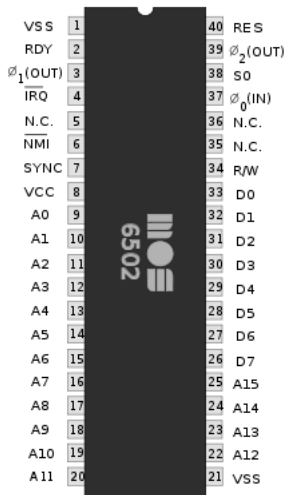 VSS 1 40 RES
RDY 2 39 Ø₂(OUT)
Ø₁(OUT) 3 38 SO
I̅R̅Q̅ 4 37 Ø₀(IN)
N.C. 5 36 N.C.
N̅M̅I̅ 6 35 N.C.
SYNC 7 34 R/W
VCC 8 33 D0
A0 9 32 D1
A1 10 31 D2
A2 11 30 D3
A3 12 29 D4
A4 13 28 D5
A5 14 27 D6
A6 15 26 D7
A7 16 25 A15
A8 17 24 A14
A9 18 23 A13
A10 19 22 A12
A11 20 21 VSS
MOS
6502